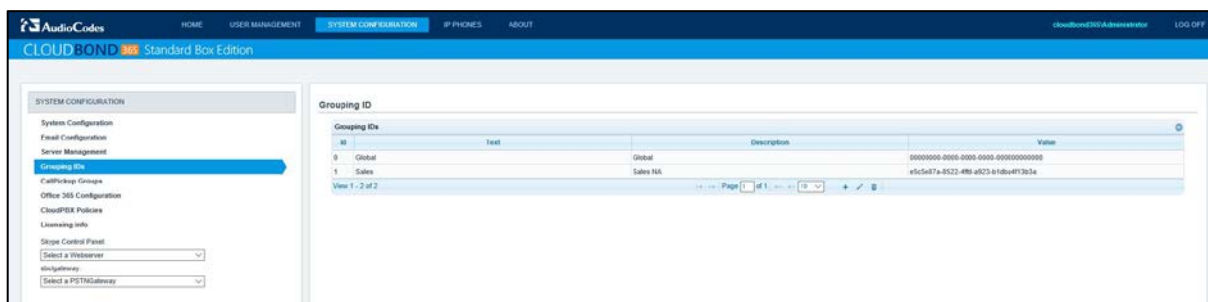 AudioCodes HOME USER MANAGEMENT SYSTEM CONFIGURATION IP PHONES ABOUT cloudbond365\Administrator LOG OFF
CLOUDBOND 365 Standard Box Edition
SYSTEM CONFIGURATION
System Configuration
Email Configuration
Server Management
Grouping IDs
CallPickup Groups
Office 365 Configuration
CloudPBX Policies
Licensing info
Skype Control Panel:
Select a Webserver
sbc/gateway:
Select a PSTNGateway
Grouping ID
Grouping IDs
Id Text Description Value
0 Global Global 00000000-0000-0000-0000-000000000000
1 Sales Sales NA
View 1 - 2 of 2 Page 1 of 1 10